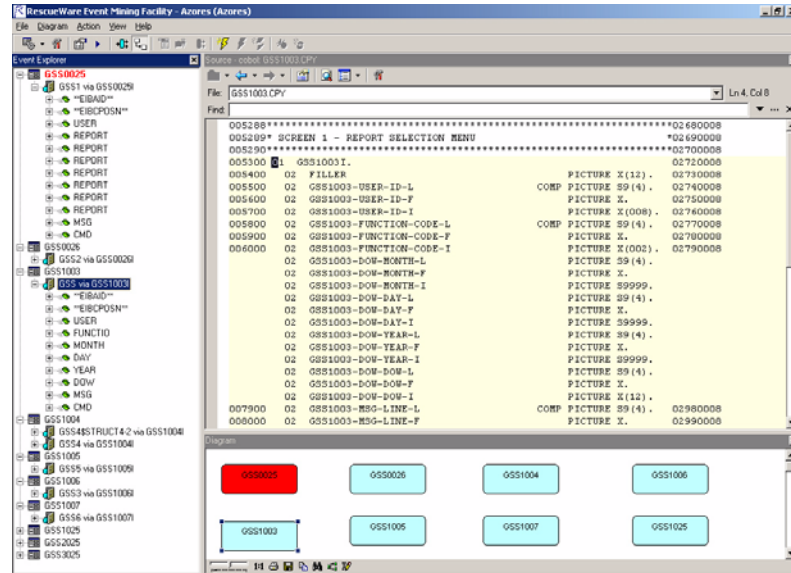 RescueWare Event Mining Facility - Azores (Azores)
File Diagram Action View Help
Event Explorer
GSS0025
GSS1 via GSS0025I
**EIBAID**
**EIBCPOSN**
USER
REPORT
REPORT
REPORT
REPORT
REPORT
REPORT
MSG
CMD
GSS0026
GSS2 via GSS0026I
GSS1003
GSS via GSS1003I
**EIBAID**
**EIBCPOSN**
USER
FUNCTIO
MONTH
DAY
YEAR
DOW
MSG
CMD
GSS1004
GSS4$STRUCT4-2 via GSS1004I
GSS4 via GSS1004I
GSS1005
GSS5 via GSS1005I
GSS1006
GSS3 via GSS1006I
GSS1007
GSS6 via GSS1007I
GSS1025
GSS2025
GSS3025
Source - cobol: GSS1003.CPY
File: GSS1003.CPY Ln 4, Col 8
Find:
005288************************************************************02680008
005289* SCREEN 1 - REPORT SELECTION MENU *02690008
005290************************************************************02700008
005300 01 GSS1003I. 02720008
005400 02 FILLER PICTURE X(12). 02730008
005500 02 GSS1003-USER-ID-L COMP PICTURE S9(4). 02740008
005600 02 GSS1003-USER-ID-F PICTURE X. 02750008
005700 02 GSS1003-USER-ID-I PICTURE X(008). 02760008
005800 02 GSS1003-FUNCTION-CODE-L COMP PICTURE S9(4). 02770008
005900 02 GSS1003-FUNCTION-CODE-F PICTURE X. 02780008
006000 02 GSS1003-FUNCTION-CODE-I PICTURE X(002). 02790008
02 GSS1003-DOW-MONTH-L PICTURE S9(4).
02 GSS1003-DOW-MONTH-F PICTURE X.
02 GSS1003-DOW-MONTH-I PICTURE S9999.
02 GSS1003-DOW-DAY-L PICTURE S9(4).
02 GSS1003-DOW-DAY-F PICTURE X.
02 GSS1003-DOW-DAY-I PICTURE S9999.
02 GSS1003-DOW-YEAR-L PICTURE S9(4).
02 GSS1003-DOW-YEAR-F PICTURE X.
02 GSS1003-DOW-YEAR-I PICTURE S9999.
02 GSS1003-DOW-DOW-L PICTURE S9(4).
02 GSS1003-DOW-DOW-F PICTURE X.
02 GSS1003-DOW-DOW-I PICTURE X(12).
007900 02 GSS1003-MSG-LINE-L COMP PICTURE S9(4). 02980008
008000 02 GSS1003-MSG-LINE-F PICTURE X. 02990008
Diagram
GSS0025 GSS0026 GSS1004 GSS1006
GSS1003 GSS1005 GSS1007 GSS1025
1:1